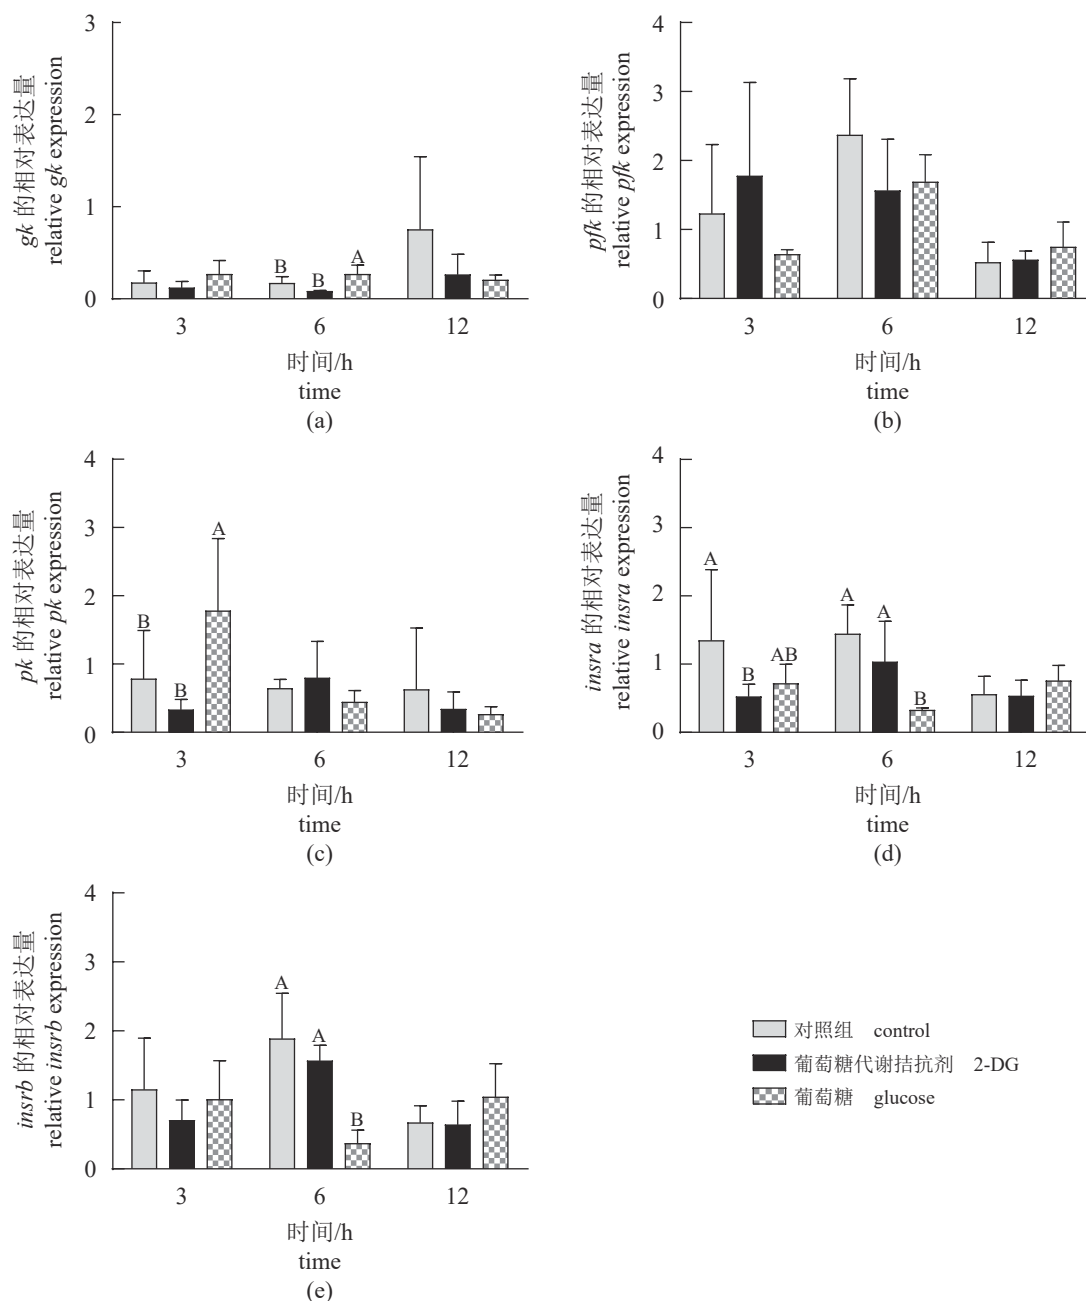 gk 的相对表达量
relative gk expression
3
2
1
0
B
B
A
3
6
12
时间/h
time
(a)
pfk 的相对表达量
relative pfk expression
4
3
2
1
0
3
6
12
时间/h
time
(b)
pk 的相对表达量
relative pk expression
4
3
2
1
0
B
B
A
3
6
12
时间/h
time
(c)
insra 的相对表达量
relative insra expression
4
3
2
1
0
A
B
AB
A
A
B
3
6
12
时间/h
time
(d)
insrb 的相对表达量
relative insrb expression
4
3
2
1
0
A
A
B
3
6
12
时间/h
time
(e)
对照组 control
葡萄糖代谢拮抗剂 2-DG
葡萄糖 glucose